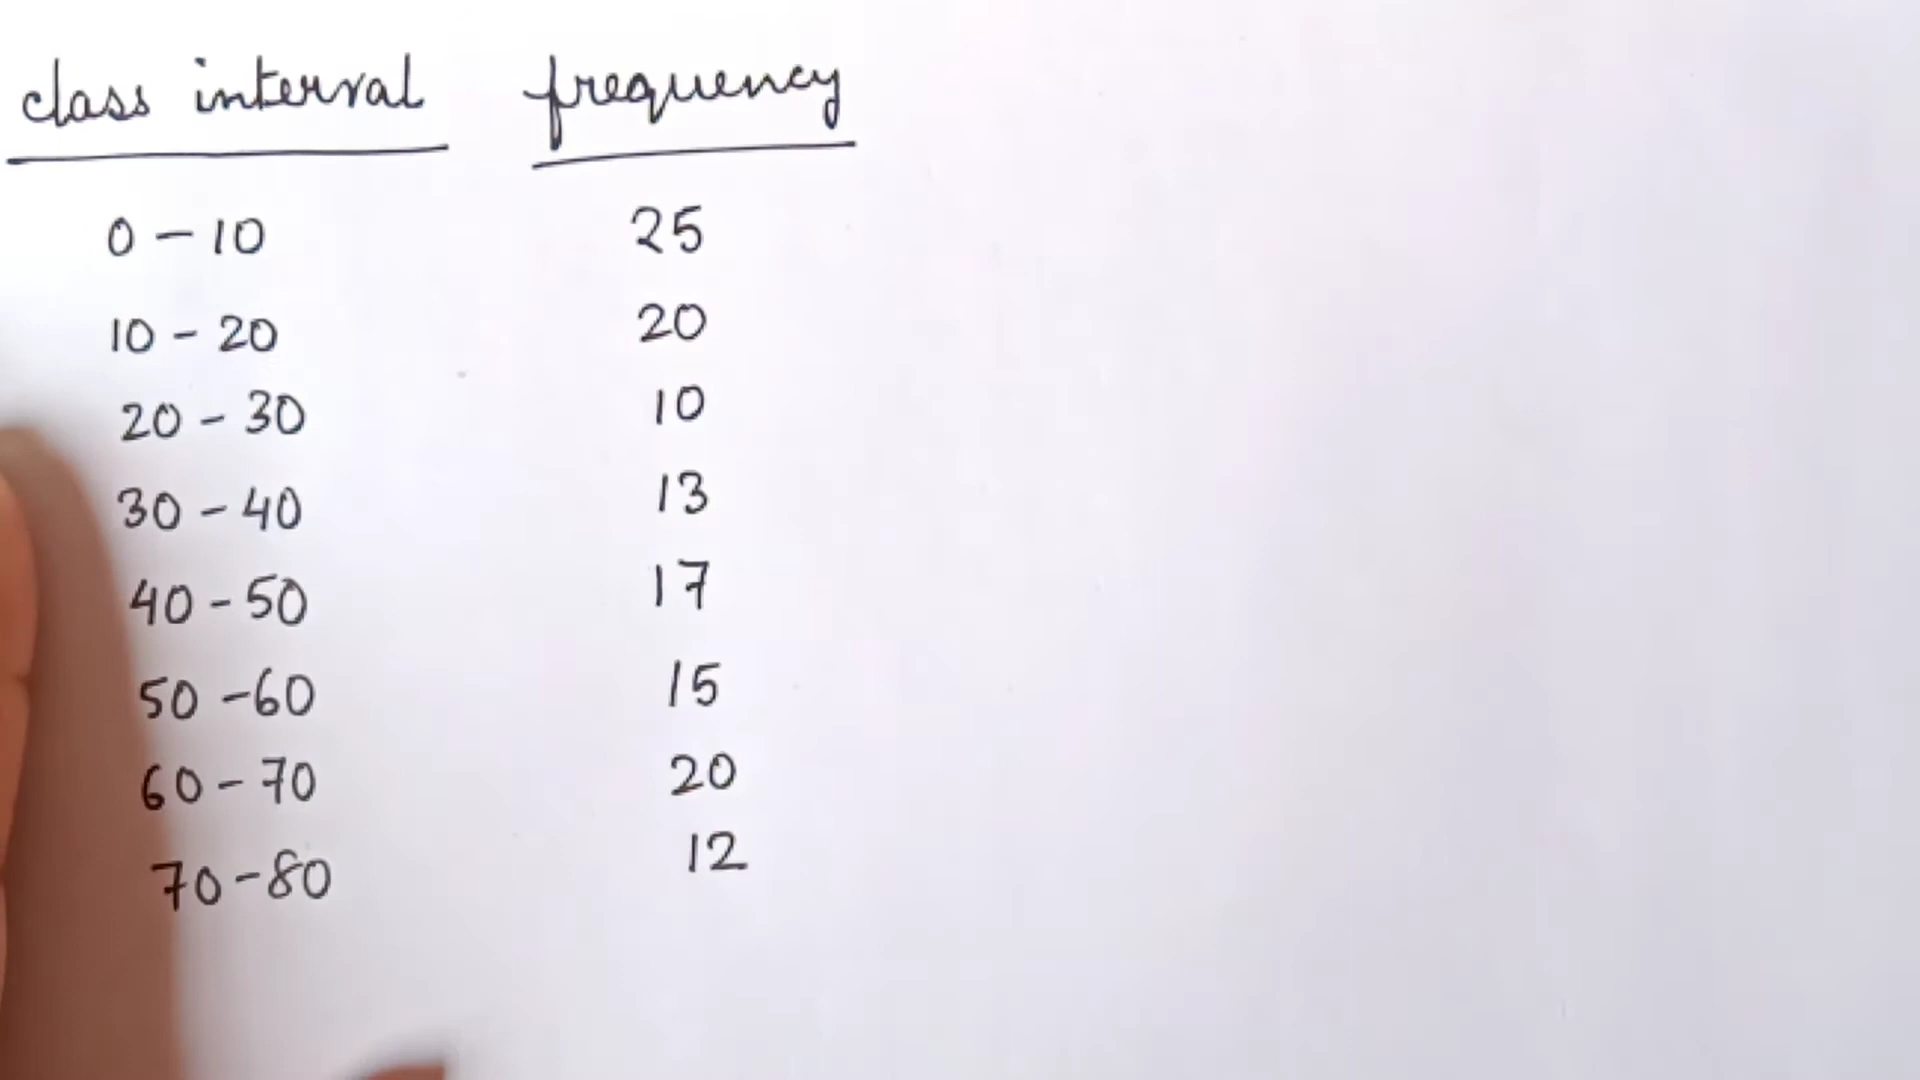 class interval frequency
0 - 10 25
10 - 20 20
20 - 30 10
30 - 40 13
40 - 50 17
50 - 60 15
60 - 70 20
70 - 80 12